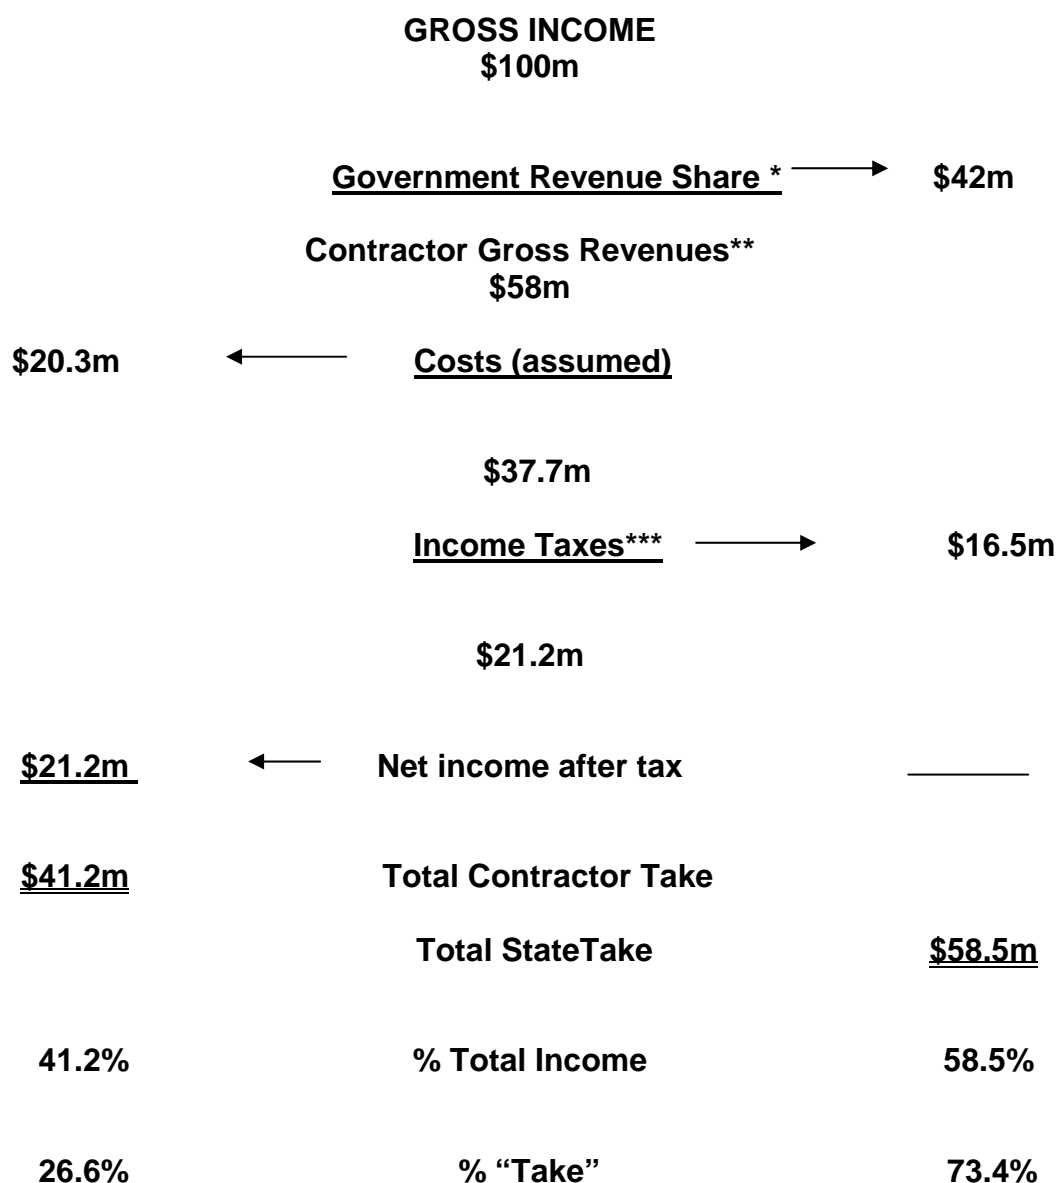 GROSS INCOME
$100m
Government Revenue Share * $42m
Contractor Gross Revenues**
$58m
$20.3m Costs (assumed)
$37.7m
Income Taxes*** $16.5m
$21.2m
$21.2m Net income after tax
$41.2m Total Contractor Take
Total StateTake $58.5m
41.2% % Total Income 58.5%
26.6% % “Take” 73.4%